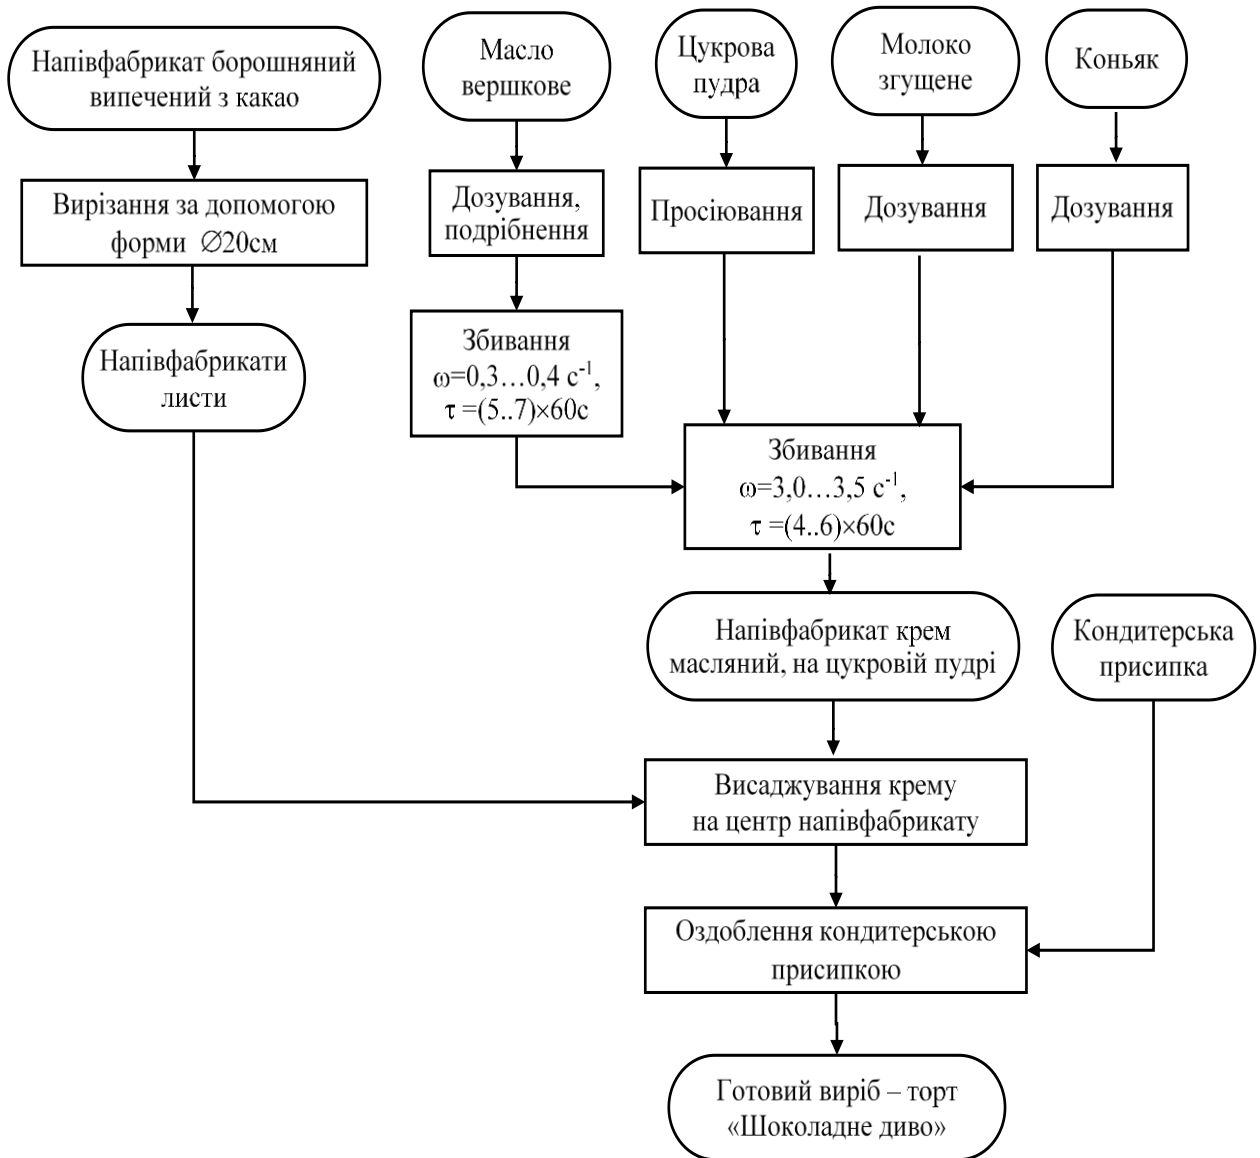 Напівфабрикат борошняний
випечений з какао
Масло
вершкове
Цукрова
пудра
Молоко
згущене
Коньяк
Вирізання за допомогою
форми ∅20см
Дозування,
подрібнення
Просіювання
Дозування
Дозування
Напівфабрикати
листи
Збивання
ω=0,3…0,4 с⁻¹,
τ =(5..7)×60с
Збивання
ω=3,0…3,5 с⁻¹,
τ =(4..6)×60с
Напівфабрикат крем
масляний, на цукровій пудрі
Кондитерська
присипка
Висаджування крему
на центр напівфабрикату
Оздоблення кондитерською
присипкою
Готовий виріб – торт
«Шоколадне диво»